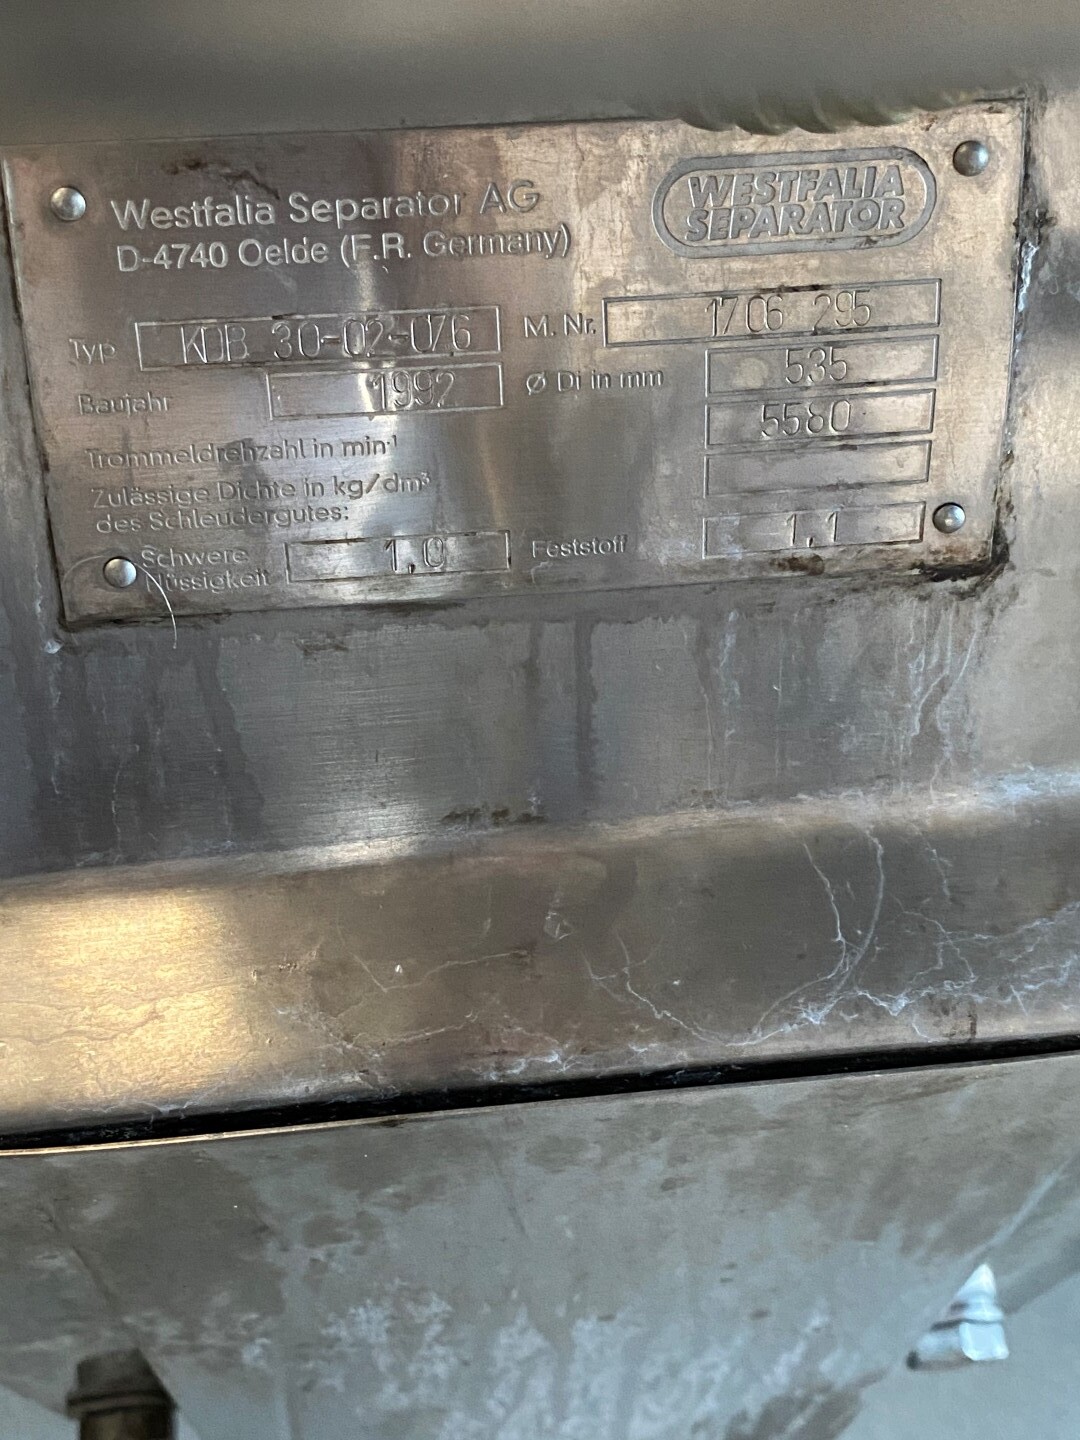 Westfalia Separator AG
D-4740 Oelde (F.R. Germany)
WESTFALIA
SEPARATOR
Typ KDB 30-02-076 M. Nr. 1706 295
Baujahr 1992 Ø Di in mm 535
Trommeldrehzahl in min-1 5580
Zulässige Dichte in kg/dm³
des Schleudergutes:
Schwere
Flüssigkeit 1,0 Feststoff 1,1